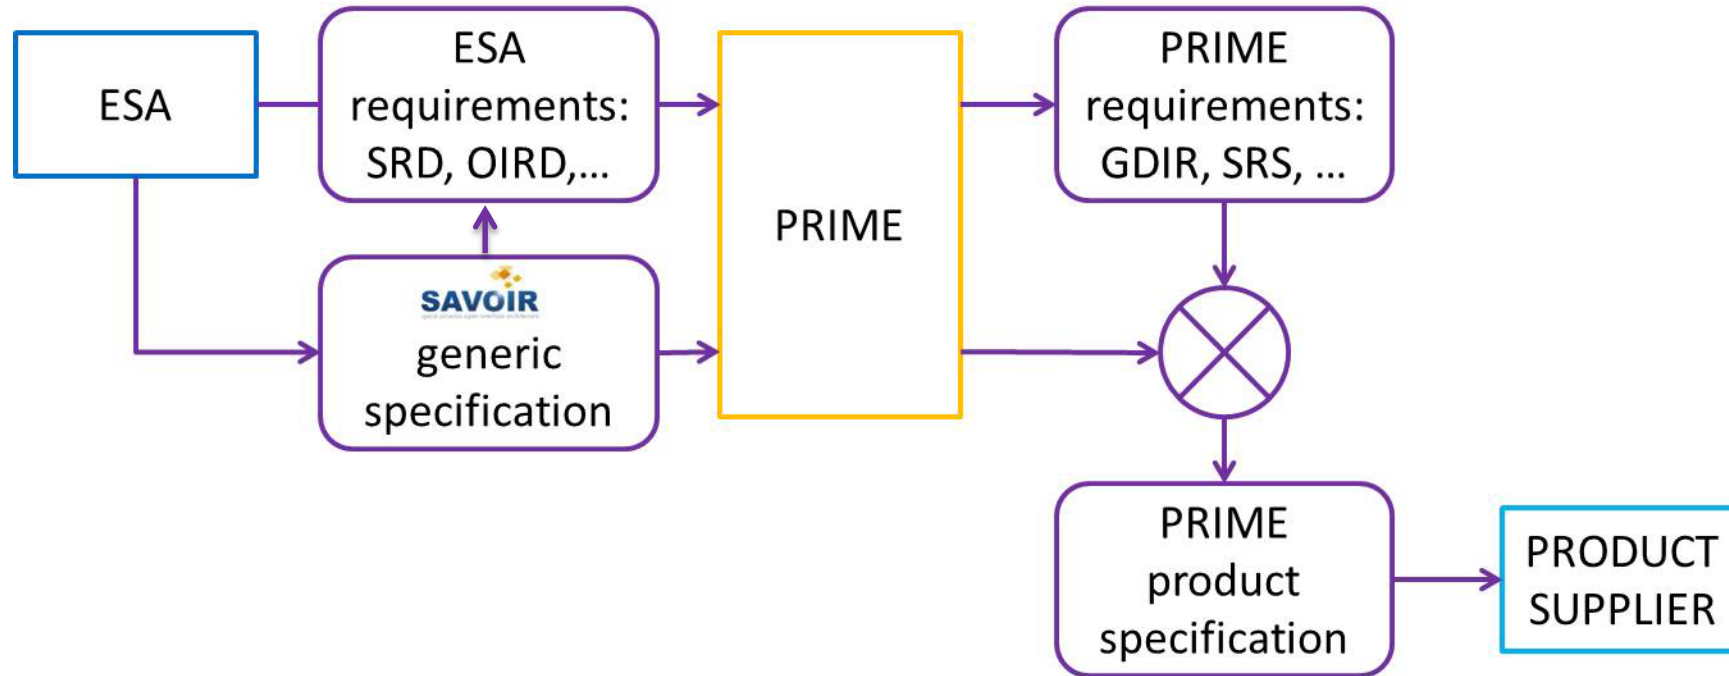 ESA
ESA
requirements:
SRD, OIRD,...
PRIME
PRIME
requirements:
GDIR, SRS, ...
SAVOIR
generic
specification
PRIME
product
specification
PRODUCT
SUPPLIER